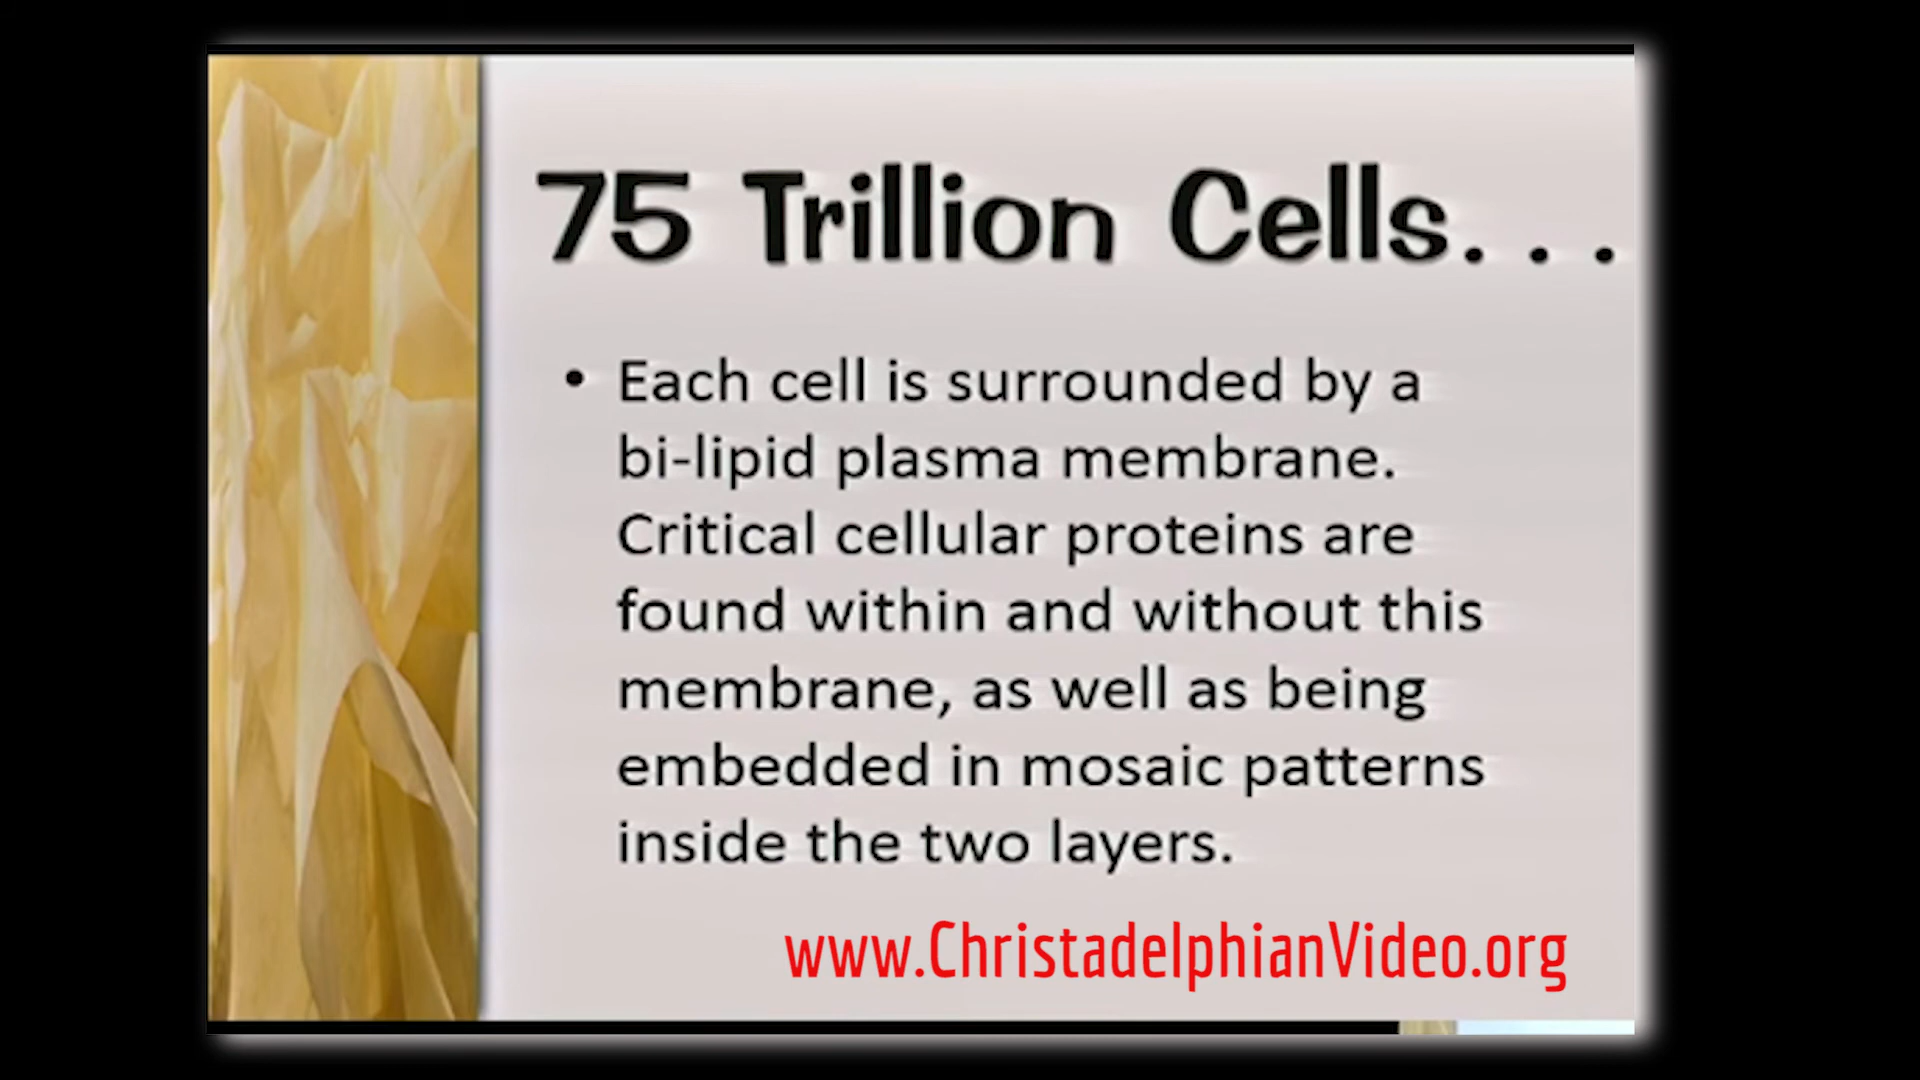 75 Trillion Cells. . .
• Each cell is surrounded by a
bi-lipid plasma membrane.
Critical cellular proteins are
found within and without this
membrane, as well as being
embedded in mosaic patterns
inside the two layers.
www.ChristadelphianVideo.org